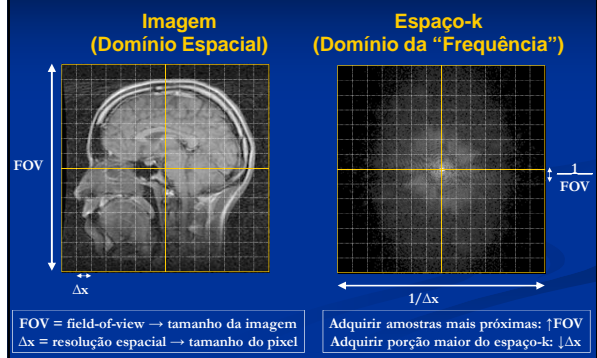 Imagem
(Domínio Espacial)
FOV
Δx
FOV = field-of-view → tamanho da imagem
Δx = resolução espacial → tamanho do pixel
Espaço-k
(Domínio da “Frequência”)
1
FOV
1/Δx
Adquirir amostras mais próximas: ↑FOV
Adquirir porção maior do espaço-k: ↓Δx